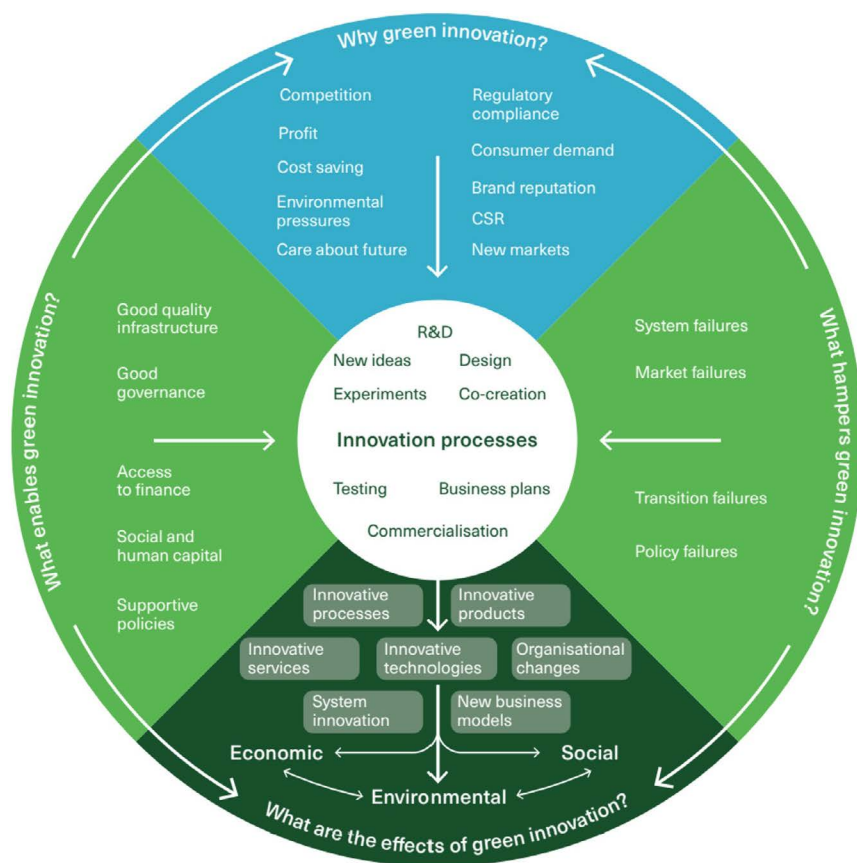 Why green innovation?
Competition
Profit
Cost saving
Environmental
pressures
Care about future
Regulatory
compliance
Consumer demand
Brand reputation
CSR
New markets
What enables green innovation?
Good quality
infrastructure
Good
governance
Access
to finance
Social and
human capital
Supportive
policies
R&D
New ideas
Design
Experiments
Co-creation
Innovation processes
Testing
Business plans
Commercialisation
What hampers green innovation?
System failures
Market failures
Transition failures
Policy failures
Innovative
processes
Innovative
products
Innovative
services
Innovative
technologies
Organisational
changes
System
innovation
New business
models
Economic
Social
Environmental
What are the effects of green innovation?